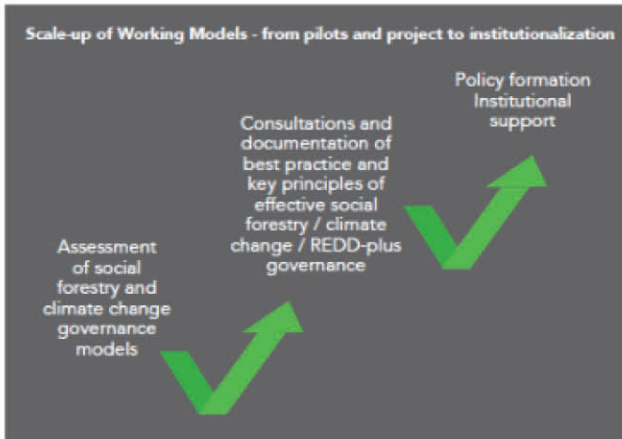 Scale-up of Working Models - from pilots and project to institutionalization
Policy formation
Institutional
support
Consultations and
documentation of
best practice and
key principles of
effective social
forestry / climate
change / REDD-plus
governance
Assessment
of social
forestry and
climate change
governance
models